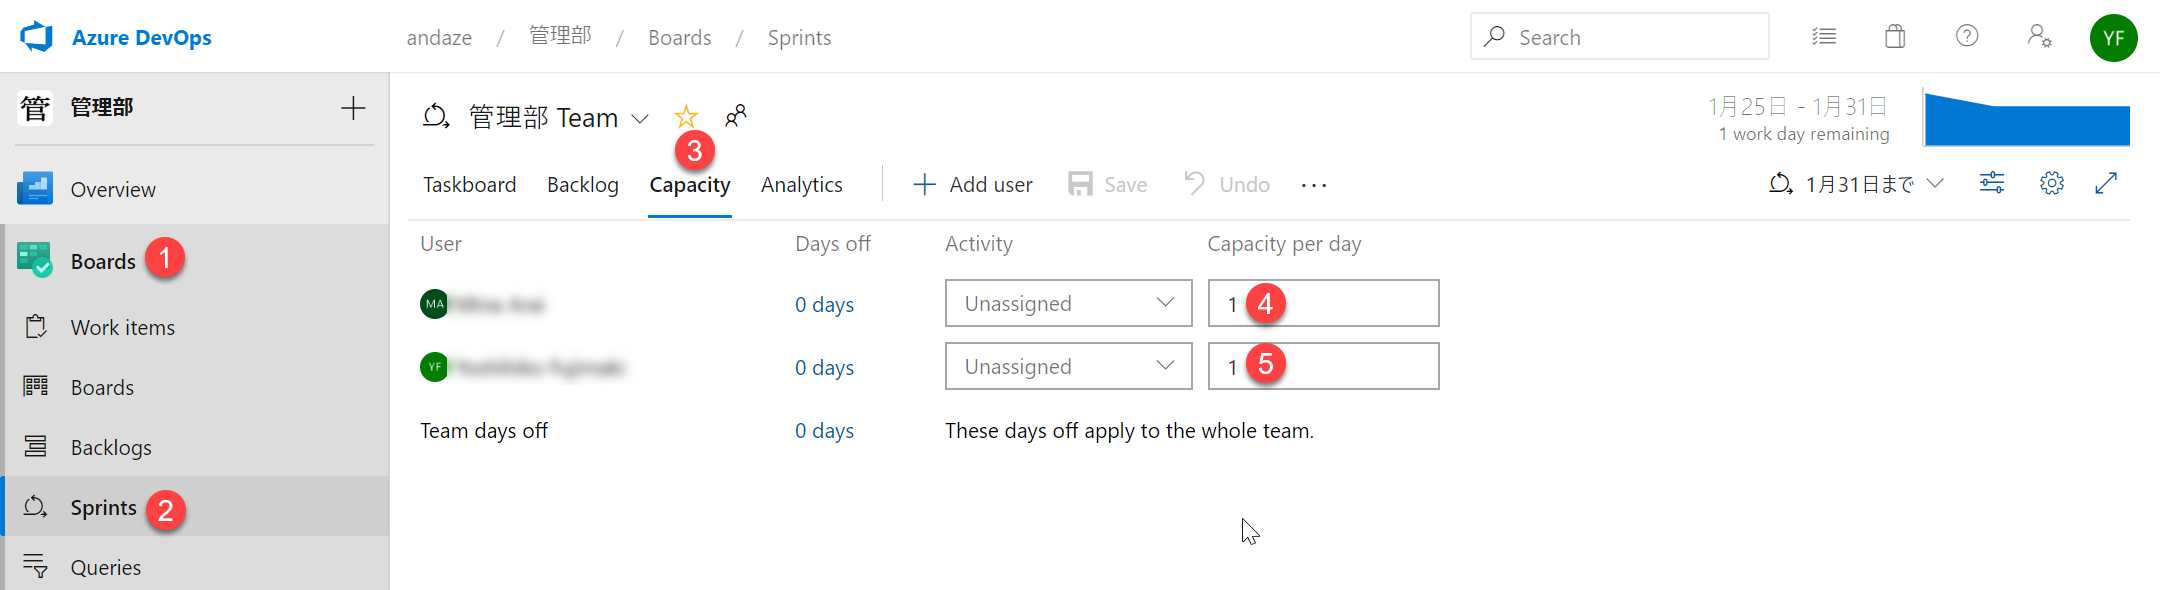 Azure DevOps
andaze / 管理部 / Boards / Sprints
Search
YF
管 管理部
管理部 Team
1月25日 - 1月31日
1 work day remaining
3
Overview
Taskboard Backlog Capacity Analytics Add user Save Undo ...
1月31日まで
Boards 1
User Days off Activity Capacity per day
MA 0 days Unassigned 1 4
Work items
YF 0 days Unassigned 1 5
Boards
Team days off 0 days These days off apply to the whole team.
Backlogs
Sprints 2
Queries